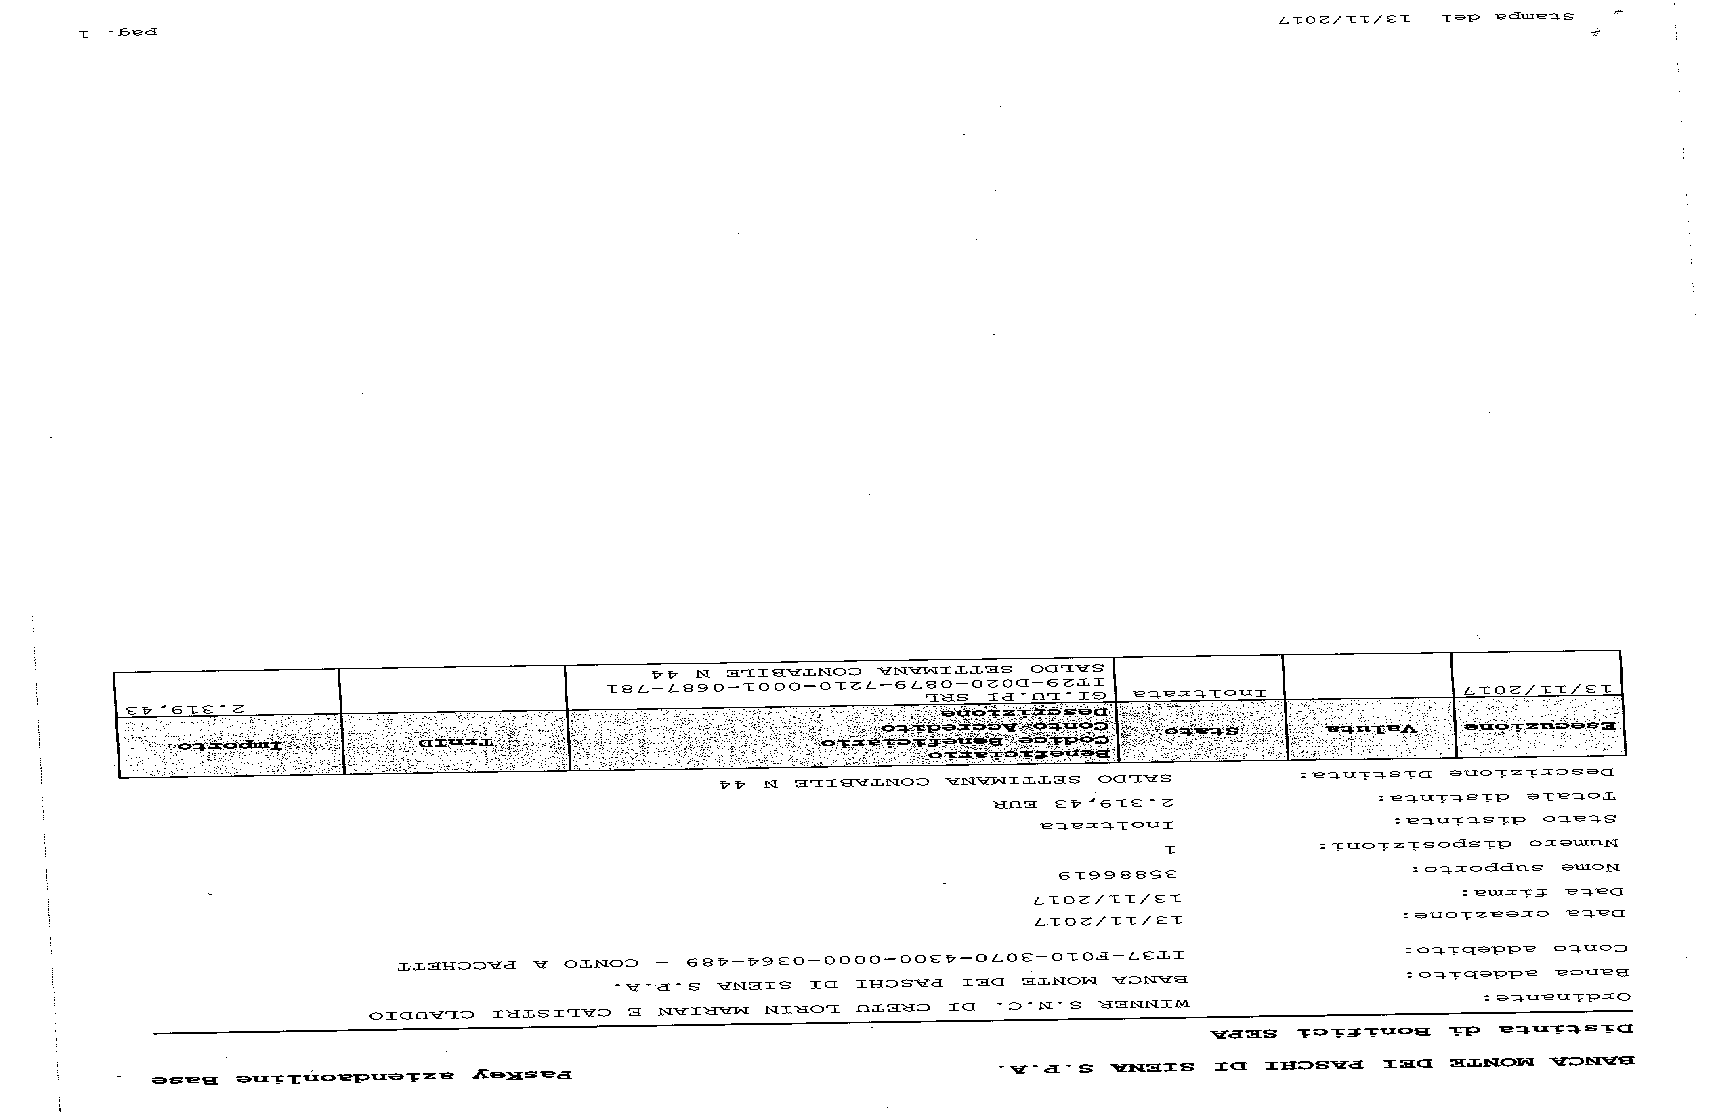 BANCA MONTE DEI PASCHI DI SIENA S.P.A. PasKey aziendaonline Base
Distinta di Bonifici SEPA
Ordinante: WINNER S.N.C. DI CRETU LORIN MARIAN E CALISTRI CLAUDIO
Banca addebito: BANCA MONTE DEI PASCHI DI SIENA S.P.A.
Conto addebito: IT37-F010-3070-4300-0000-0364-489 - CONTO A PACCHETT
Data creazione: 13/11/2017
Data firma: 13/11/2017
Nome supporto: 35886619
Numero disposizioni: 1
Stato distinta: Inoltrata
Totale distinta: 2.319,43 EUR
Descrizione Distinta: SALDO SETTIMANA CONTABILE N 44
Esecuzione Valuta Stato Beneficiario TrnID Importo
Codice Beneficiario
Conto Accredito
Descrizione
13/11/2017 Inoltrata GI.LU.PI SRL 2.319,43
IT29-D020-0879-7210-0001-0687-781
SALDO SETTIMANA CONTABILE N 44
Stampa del 13/11/2017 pag. 1